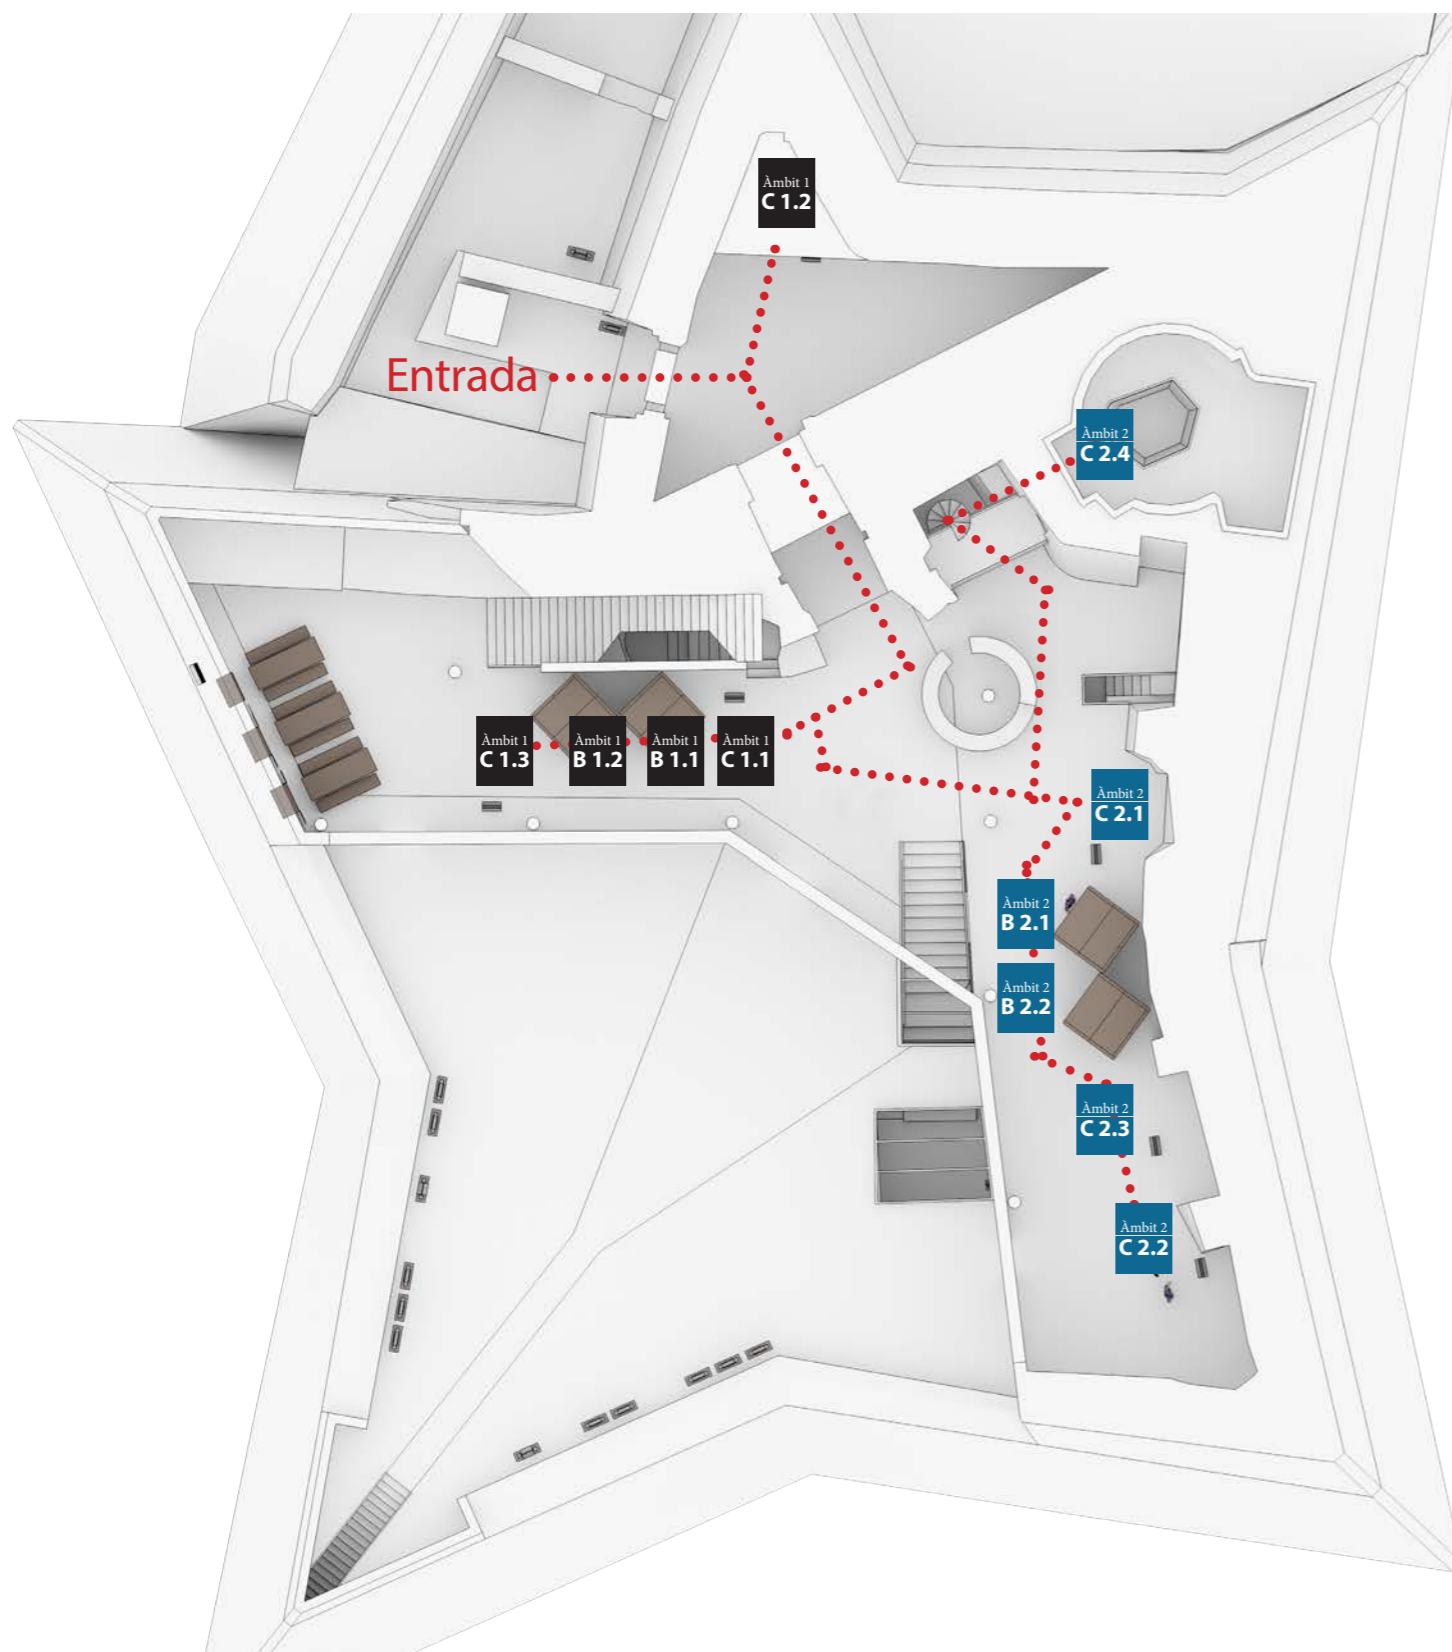 Àmbit 1
C 1.2
Entrada
Àmbit 2
C 2.4
Àmbit 1
C 1.3
Àmbit 1
B 1.2
Àmbit 1
B 1.1
Àmbit 1
C 1.1
Àmbit 2
C 2.1
Àmbit 2
B 2.1
Àmbit 2
B 2.2
Àmbit 2
C 2.3
Àmbit 2
C 2.2